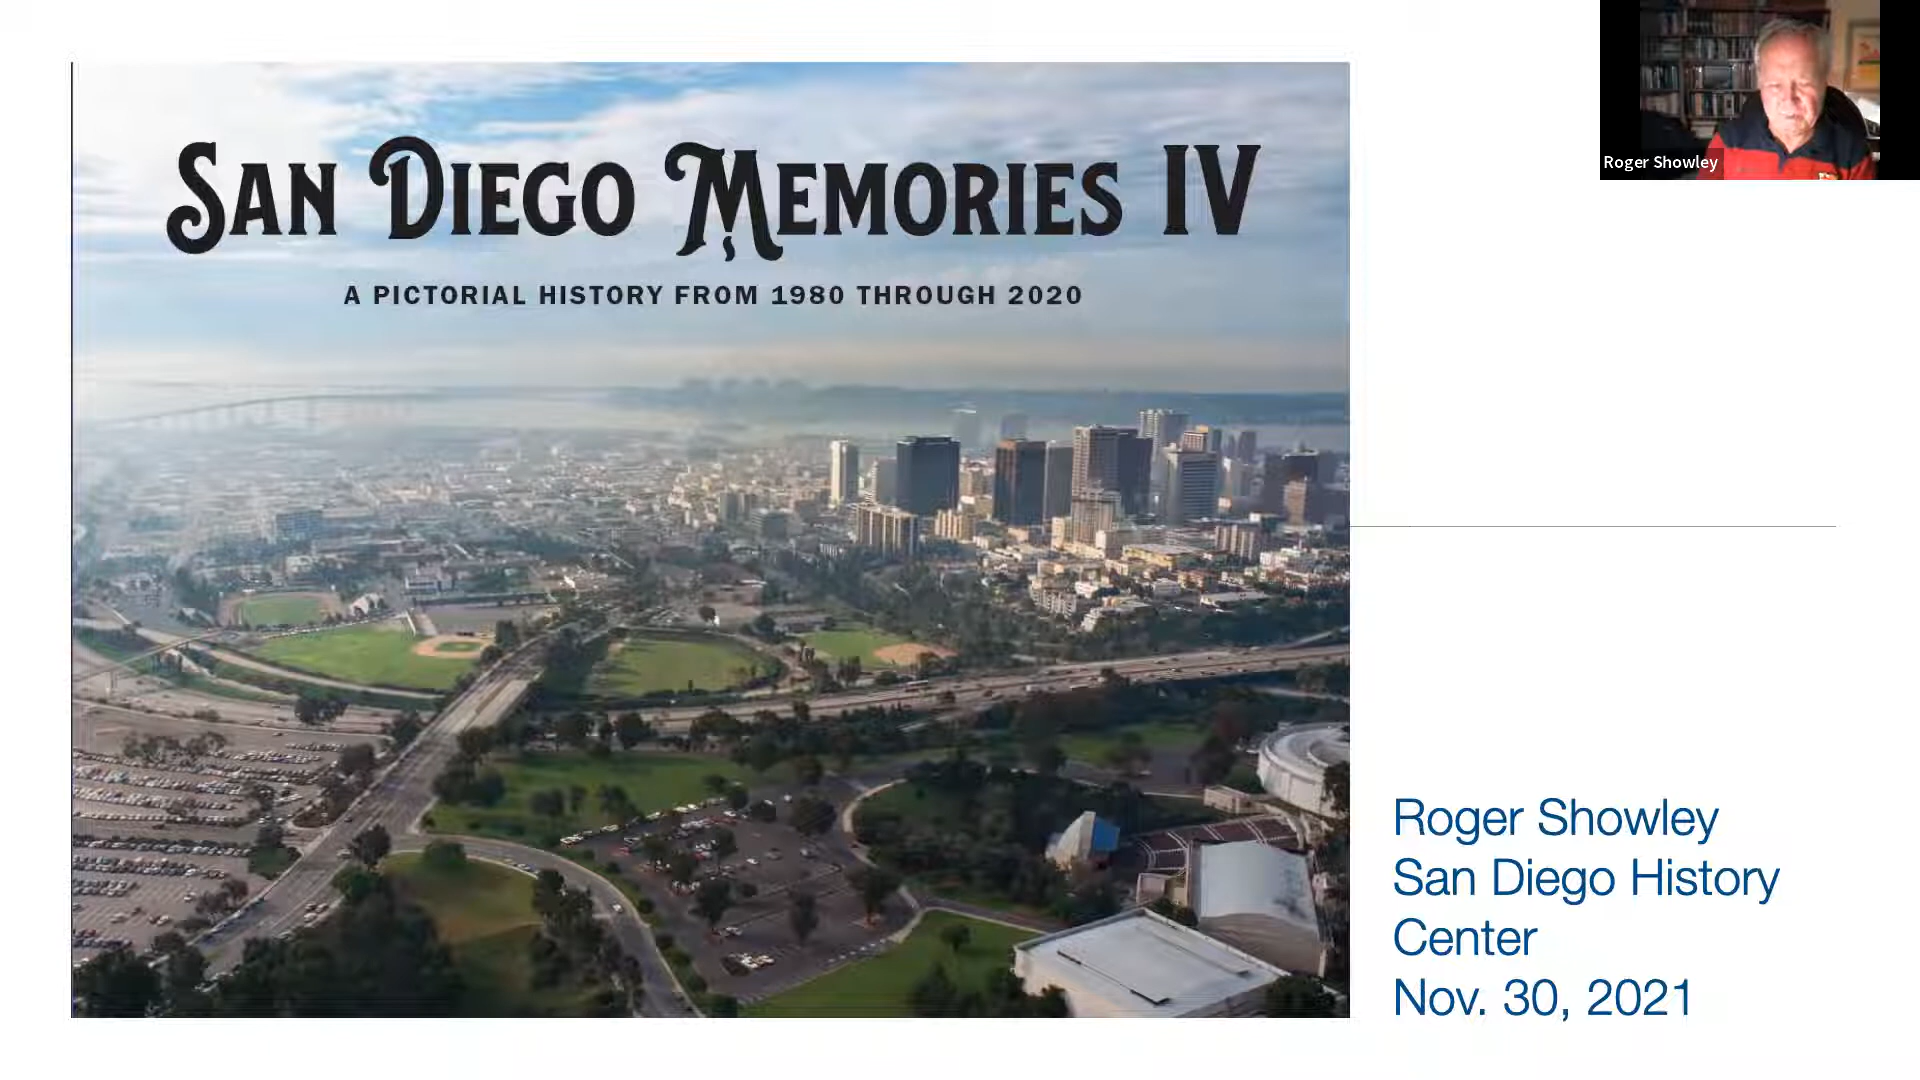 SAN DIEGO MEMORIES IV
A PICTORIAL HISTORY FROM 1980 THROUGH 2020
Roger Showley
Roger Showley
San Diego History
Center
Nov. 30, 2021